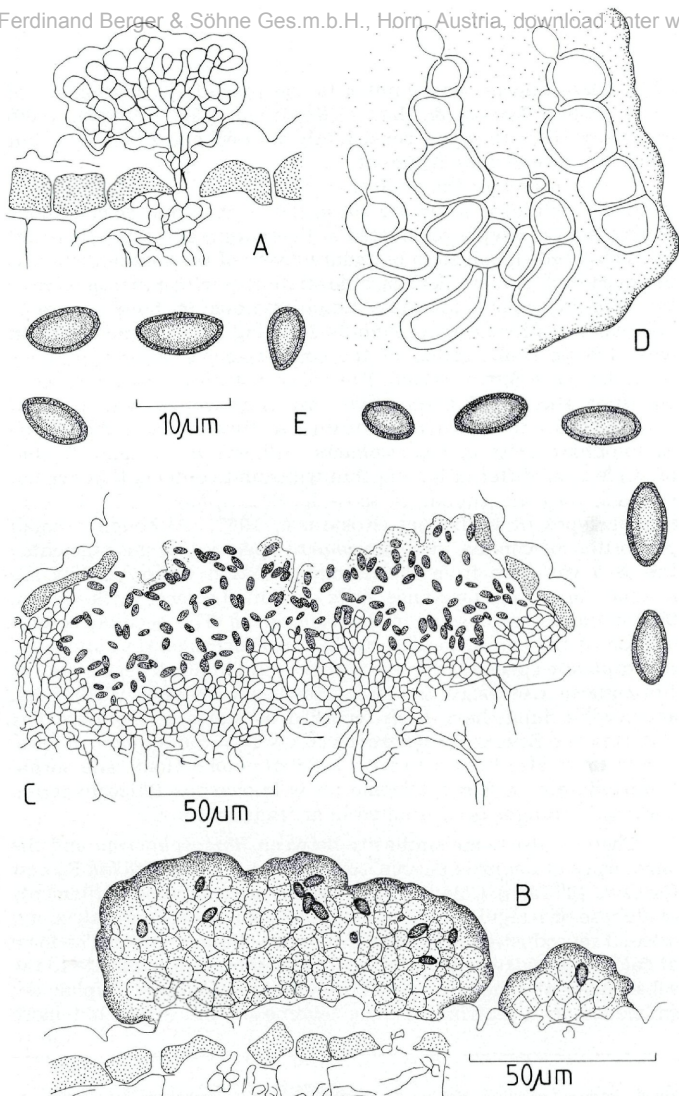 Ferdinand Berger & Söhne Ges.m.b.H., Horn, Austria, download unter w
A
D
10µm
E
C
50µm
B
50µm